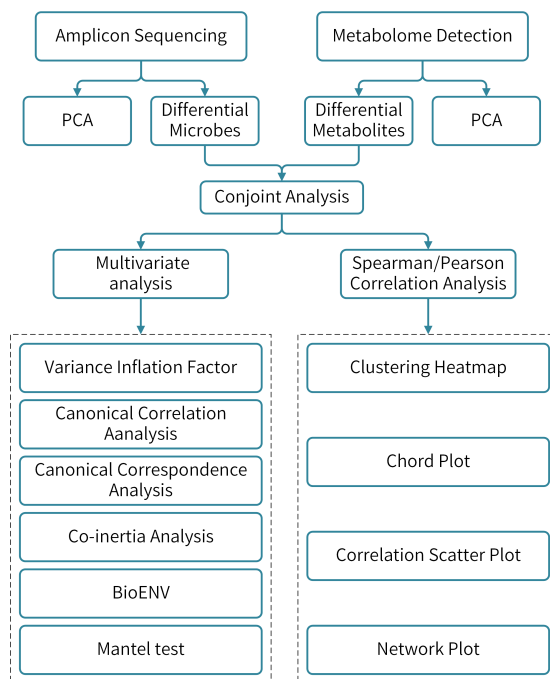 Amplicon Sequencing
Metabolome Detection
PCA
Differential
Microbes
Differential
Metabolites
PCA
Conjoint Analysis
Multivariate
analysis
Spearman/Pearson
Correlation Analysis
Variance Inflation Factor
Canonical Correlation
Aanalysis
Canonical Correspondence
Analysis
Co-inertia Analysis
BioENV
Mantel test
Clustering Heatmap
Chord Plot
Correlation Scatter Plot
Network Plot